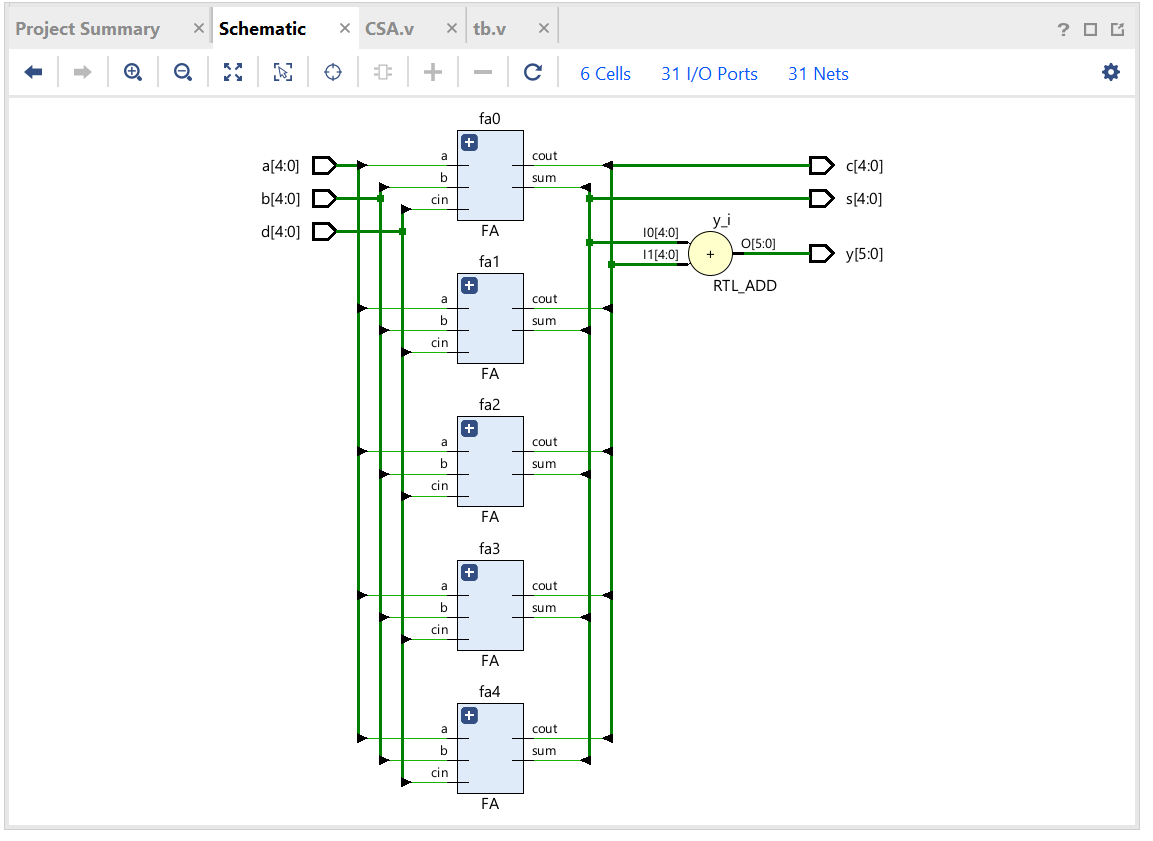 Project Summary × Schematic × CSA.v × tb.v × ?
6 Cells 31 I/O Ports 31 Nets
fa0
a[4:0] a cout c[4:0]
b[4:0] b sum s[4:0]
d[4:0] cin
FA
y_i
I0[4:0]
I1[4:0] + O[5:0] y[5:0]
RTL_ADD
fa1
a cout
b sum
cin
FA
fa2
a cout
b sum
cin
FA
fa3
a cout
b sum
cin
FA
fa4
a cout
b sum
cin
FA